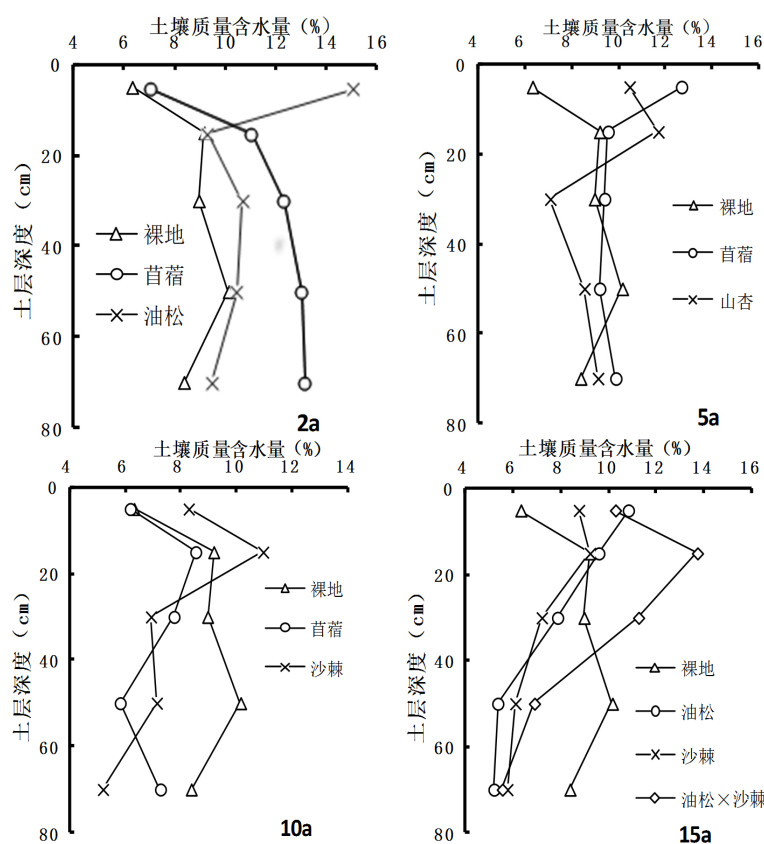 土壤质量含水量（%）
4 6 8 10 12 14 16
0
20
40
60
80
土层深度（cm）
裸地
苜蓿
油松
2a
土壤质量含水量（%）
4 6 8 10 12 14 16
0
20
40
60
80
土层深度（cm）
裸地
苜蓿
山杏
5a
土壤质量含水量（%）
4 6 8 10 12 14
0
20
40
60
80
土层深度（cm）
裸地
苜蓿
沙棘
10a
土壤质量含水量（%）
4 6 8 10 12 14 16
0
20
40
60
80
土层深度（cm）
裸地
油松
沙棘
油松×沙棘
15a